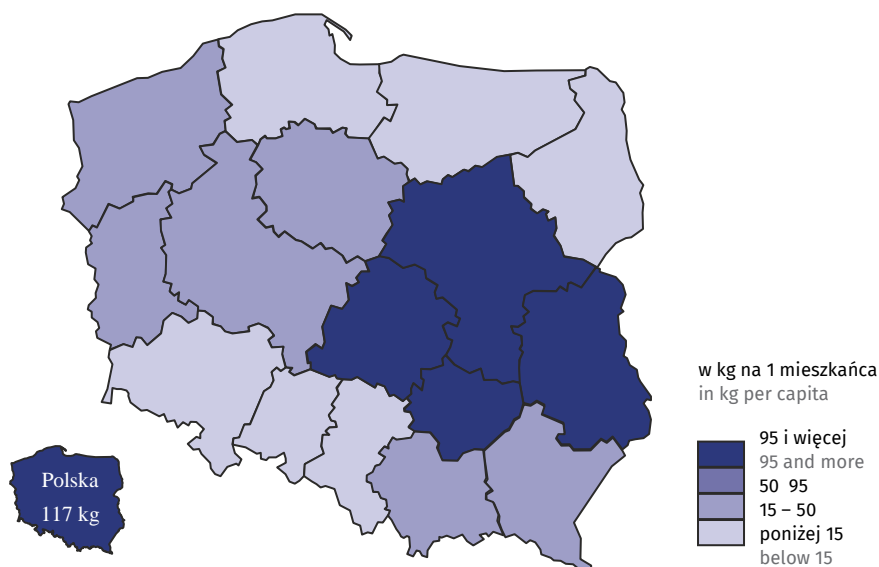 w kg na 1 mieszkańca
in kg per capita
95 i więcej
95 and more
50 95
15 – 50
poniżej 15
below 15
Polska
117 kg